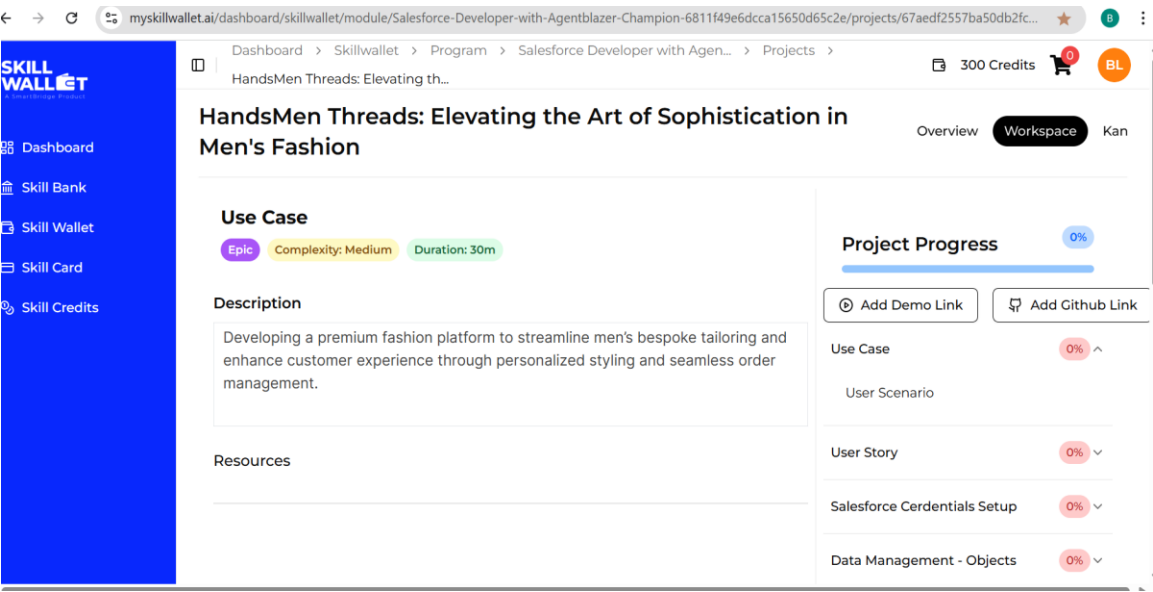 myskillwallet.ai/dashboard/skillwallet/module/Salesforce-Developer-with-Agentblazer-Champion-6811f49e6dcca15650d65c2e/projects/67aedf2557ba50db2fc...
B
SKILL
WALLET
A SmartBridge Product
Dashboard
Skill Bank
Skill Wallet
Skill Card
Skill Credits
Dashboard > Skillwallet > Program > Salesforce Developer with Agen... > Projects >
HandsMen Threads: Elevating th...
300 Credits
0
BL
HandsMen Threads: Elevating the Art of Sophistication in
Men's Fashion
Overview
Workspace
Kan
Use Case
Epic
Complexity: Medium
Duration: 30m
Description
Developing a premium fashion platform to streamline men's bespoke tailoring and
enhance customer experience through personalized styling and seamless order
management.
Resources
Project Progress
0%
Add Demo Link
Add Github Link
Use Case 0%
User Scenario
User Story 0%
Salesforce Cerdentials Setup 0%
Data Management - Objects 0%